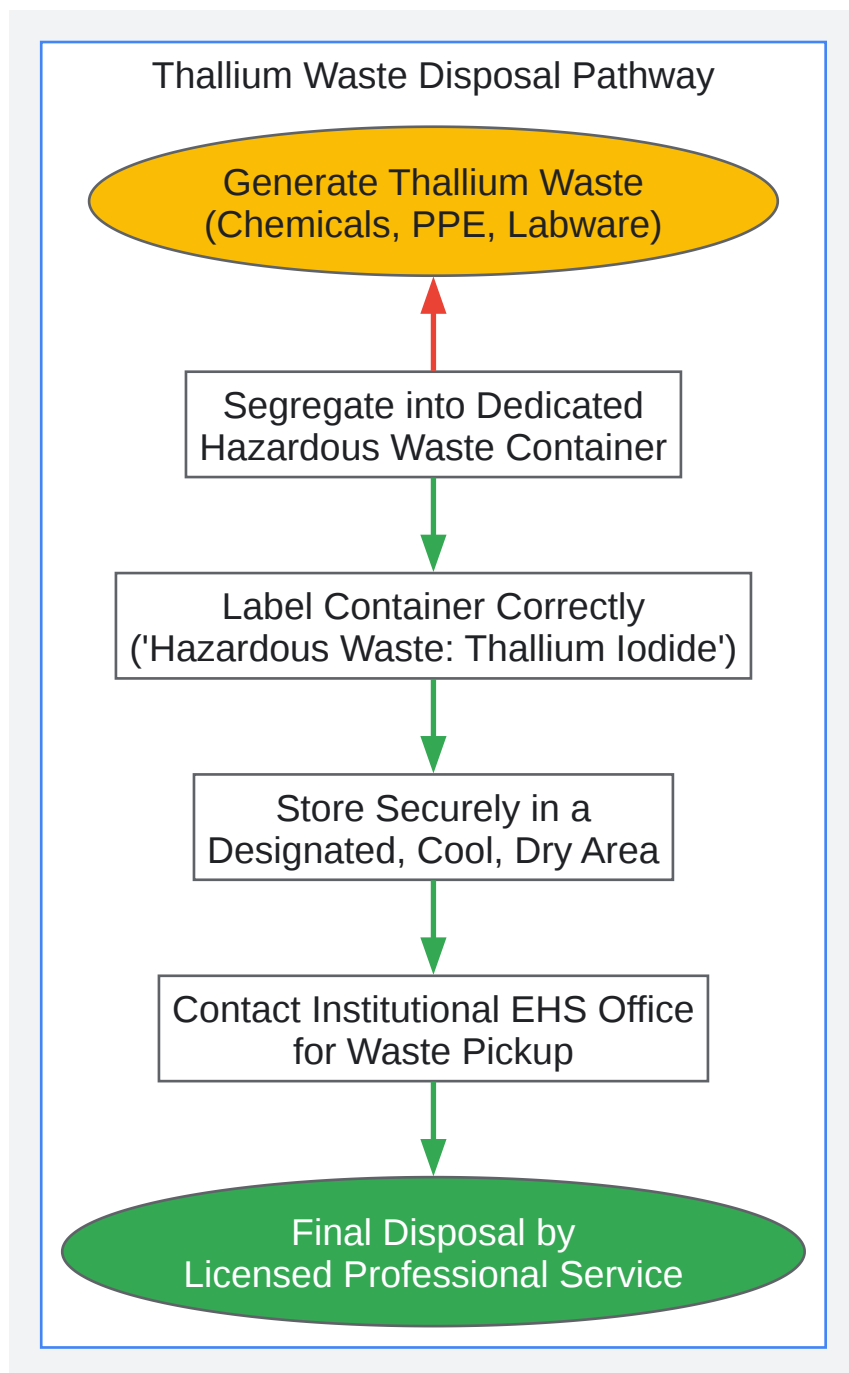 Thallium Waste Disposal Pathway
Generate Thallium Waste
(Chemicals, PPE, Labware)
Segregate into Dedicated
Hazardous Waste Container
Label Container Correctly
('Hazardous Waste: Thallium Iodide')
Store Securely in a
Designated, Cool, Dry Area
Contact Institutional EHS Office
for Waste Pickup
Final Disposal by
Licensed Professional Service